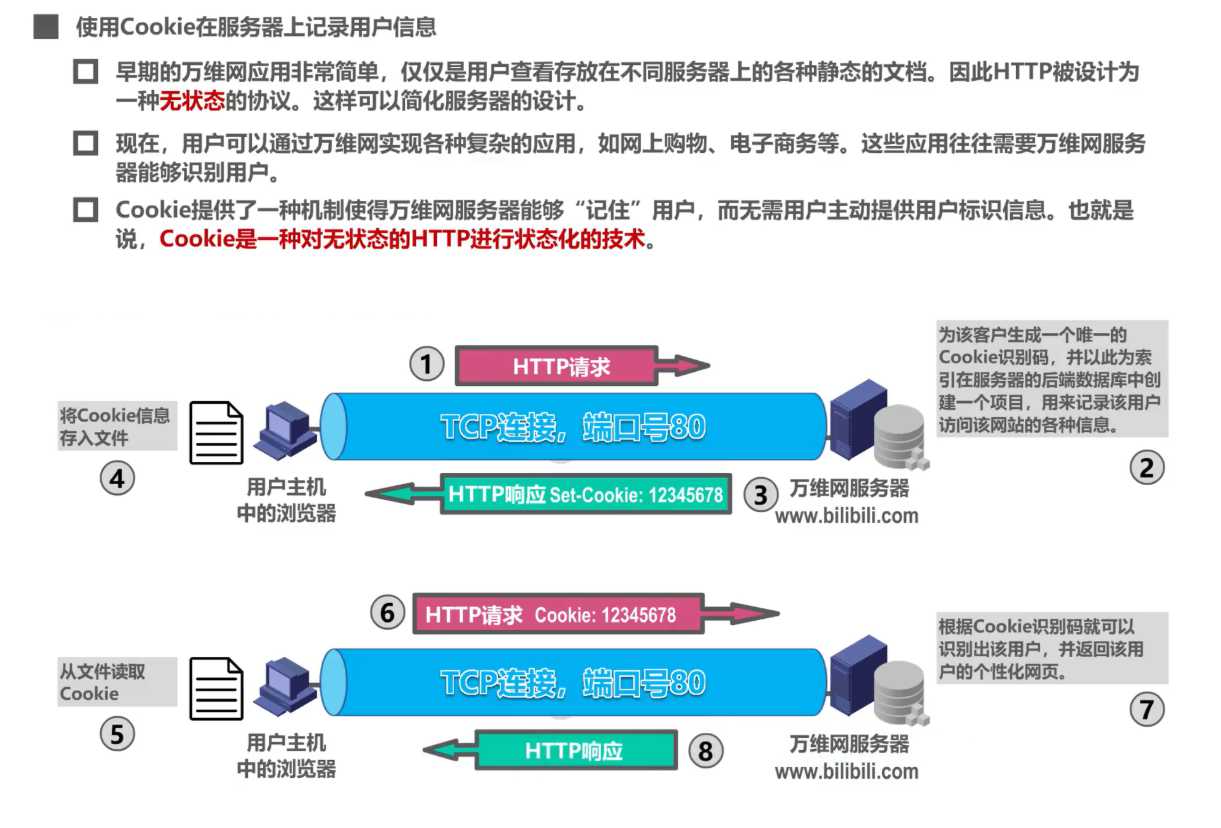 使用Cookie在服务器上记录用户信息
早期的万维网应用非常简单，仅仅是用户查看存放在不同服务器上的各种静态的文档。因此HTTP被设计为
一种无状态的协议。这样可以简化服务器的设计。
现在，用户可以通过万维网实现各种复杂的应用，如网上购物、电子商务等。这些应用往往需要万维网服务
器能够识别用户。
Cookie提供了一种机制使得万维网服务器能够“记住”用户，而无需用户主动提供用户标识信息。也就是
说，Cookie是一种对无状态的HTTP进行状态化的技术。
1
HTTP请求
为该客户生成一个唯一的
Cookie识别码，并以此为索
引在服务器的后端数据库中创
建一个项目，用来记录该用户
访问该网站的各种信息。
2
将Cookie信息
存入文件
4
TCP连接，端口号80
用户主机
中的浏览器
HTTP响应 Set-Cookie: 12345678
3
万维网服务器
www.bilibili.com
6
HTTP请求 Cookie: 12345678
根据Cookie识别码就可以
识别出该用户，并返回该用
户的个性化网页。
7
从文件读取
Cookie
5
TCP连接，端口号80
用户主机
中的浏览器
HTTP响应
8
万维网服务器
www.bilibili.com